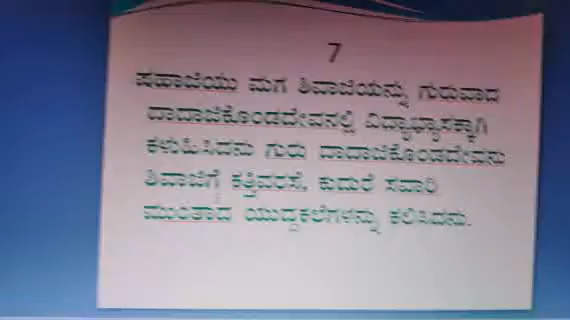 7
ಷಹಾಜಿಯು ಮಗ ಶಿವಾಜಿಯನ್ನು ಗುರುವಾದ
ದಾದಾಜಿಕೊಂಡದೇವನಲ್ಲಿ ವಿದ್ಯಾಭ್ಯಾಸಕ್ಕಾಗಿ
ಕಳುಹಿಸಿದನು ಗುರು ದಾದಾಜಿಕೊಂಡದೇವನು
ಶಿವಾಜಿಗೆ ಕತ್ತಿವರಸೆ, ಕುದುರೆ ಸವಾರಿ
ಮುಂತಾದ ಯುದ್ಧಕಲೆಗಳನ್ನು ಕಲಿಸಿದನು.